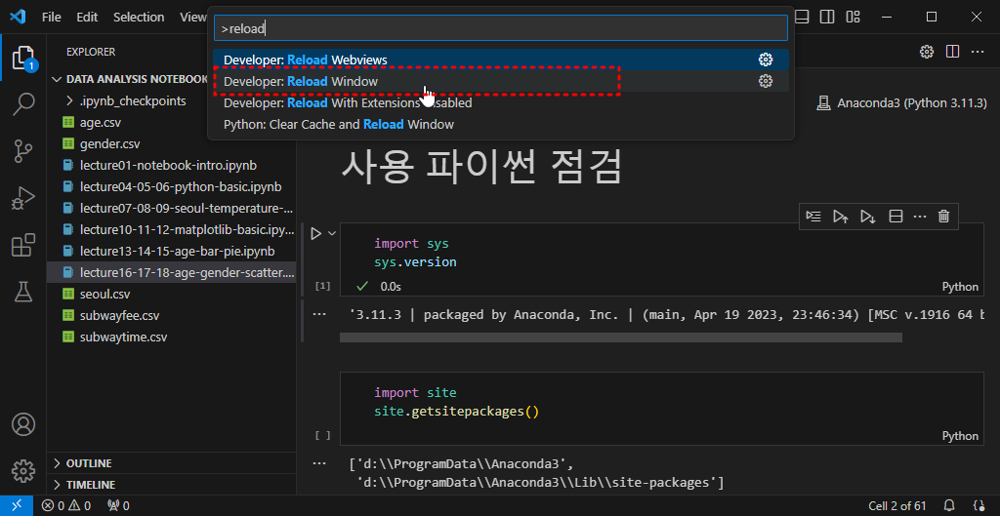 File Edit Selection View
>reload
Developer: Reload Webviews
Developer: Reload Window
Developer: Reload With Extensions Disabled
Python: Clear Cache and Reload Window
EXPLORER
1
DATA ANALYSIS NOTEBOOK
.ipynb_checkpoints
age.csv
gender.csv
lecture01-notebook-intro.ipynb
lecture04-05-06-python-basic.ipynb
lecture07-08-09-seoul-temperature-...
lecture10-11-12-matplotlib-basic.ipy...
lecture13-14-15-age-bar-pie.ipynb
lecture16-17-18-age-gender-scatter....
seoul.csv
subwayfee.csv
subwaytime.csv
OUTLINE
TIMELINE
Anaconda3 (Python 3.11.3)
사용 파이썬 점검
import sys
sys.version
[1] 0.0s Python
'3.11.3 | packaged by Anaconda, Inc. | (main, Apr 19 2023, 23:46:34) [MSC v.1916 64 b
import site
site.getsitepackages()
[ ] Python
['d:\\ProgramData\\Anaconda3',
'd:\\ProgramData\\Anaconda3\\Lib\\site-packages']
0 0 0 Cell 2 of 61